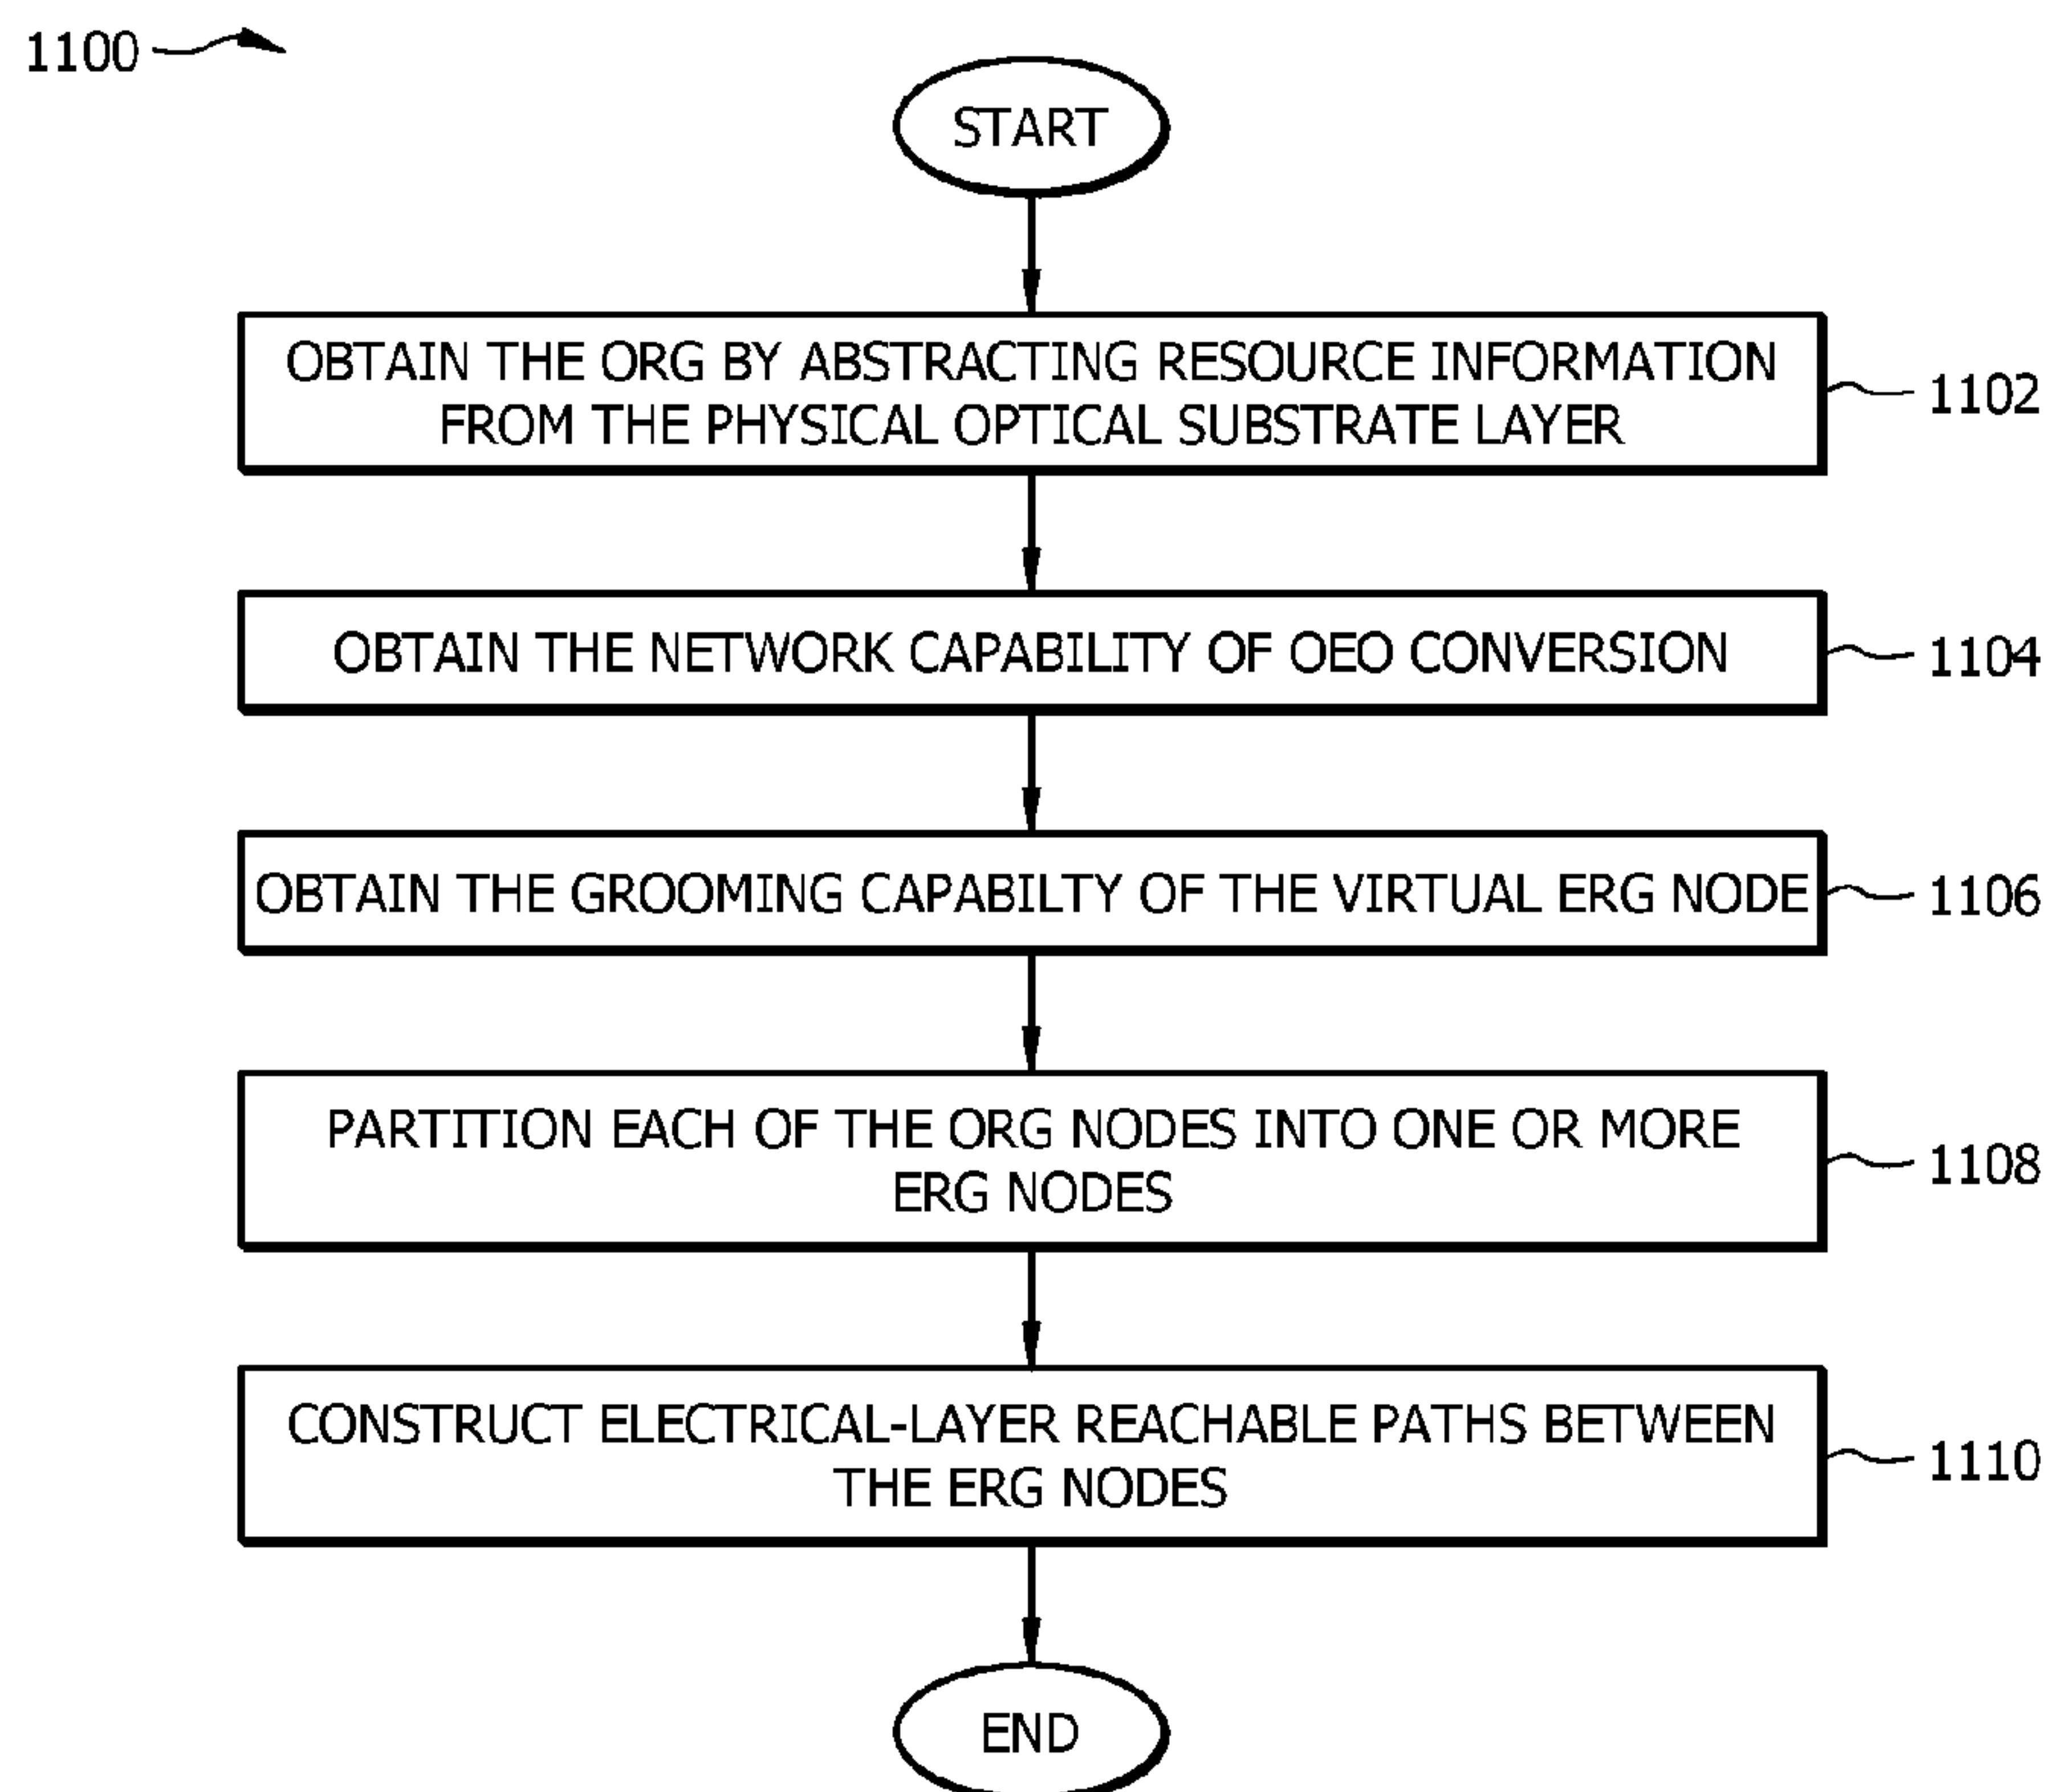 1100
START
OBTAIN THE ORG BY ABSTRACTING RESOURCE INFORMATION
FROM THE PHYSICAL OPTICAL SUBSTRATE LAYER
1102
OBTAIN THE NETWORK CAPABILITY OF OEO CONVERSION
1104
OBTAIN THE GROOMING CAPABILTY OF THE VIRTUAL ERG NODE
1106
PARTITION EACH OF THE ORG NODES INTO ONE OR MORE
ERG NODES
1108
CONSTRUCT ELECTRICAL-LAYER REACHABLE PATHS BETWEEN
THE ERG NODES
1110
END